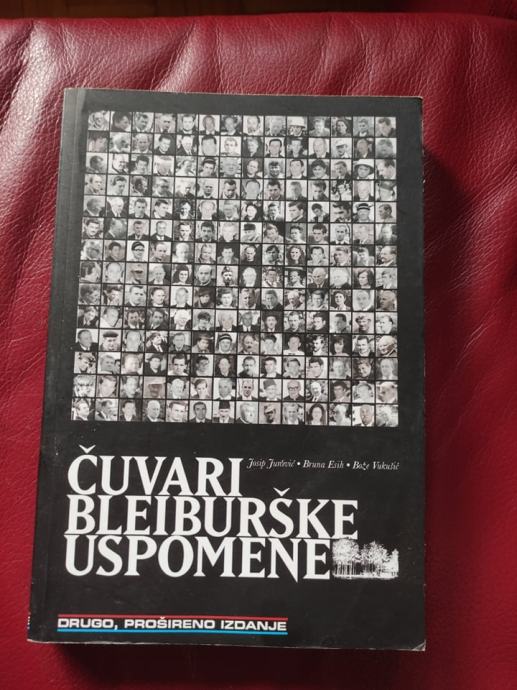 Josip Jurčević • Bruna Esih • Bože Vukušić
ČUVARI
BLEIBURŠKE
USPOMENE
DRUGO, PROŠIRENO IZDANJE